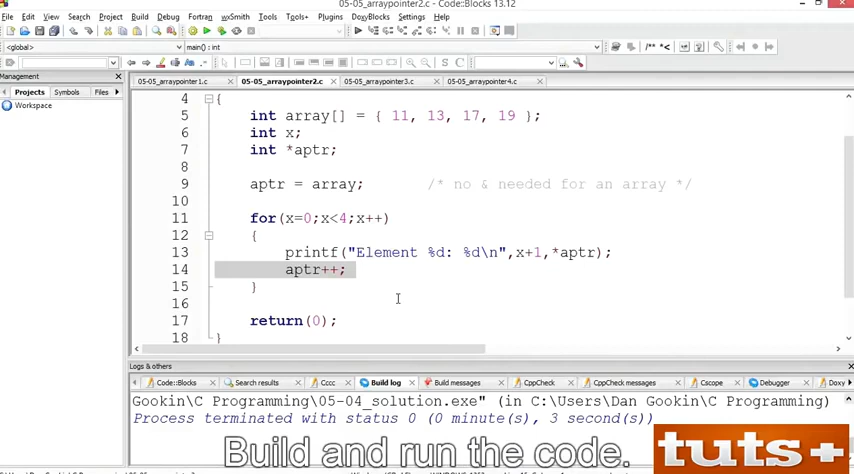 05-05_arraypointer2.c - Code::Blocks 13.12
File Edit View Search Project Build Debug Fortran wxSmith Tools Tools+ Plugins DoxyBlocks Settings Help
<global> main() : int
Management
Projects Symbols Files
Workspace
05-05_arraypointer1.c 05-05_arraypointer2.c 05-05_arraypointer3.c 05-05_arraypointer4.c
4 {
5 int array[] = { 11, 13, 17, 19 };
6 int x;
7 int *aptr;
8
9 aptr = array; /* no & needed for an array */
10
11 for(x=0;x<4;x++)
12 {
13 printf("Element %d: %d\n",x+1,*aptr);
14 aptr++;
15 }
16
17 return(0);
18 }
Logs & others
Code::Blocks Search results Cccc Build log Build messages CppCheck CppCheck messages Cscope Debugger Doxy
Gookin\C Programming\05-04_solution.exe" (in C:\Users\Dan Gookin\C Programming)
Process terminated with status 0 (0 minute(s), 3 second(s))
Build and run the code.
tuts+